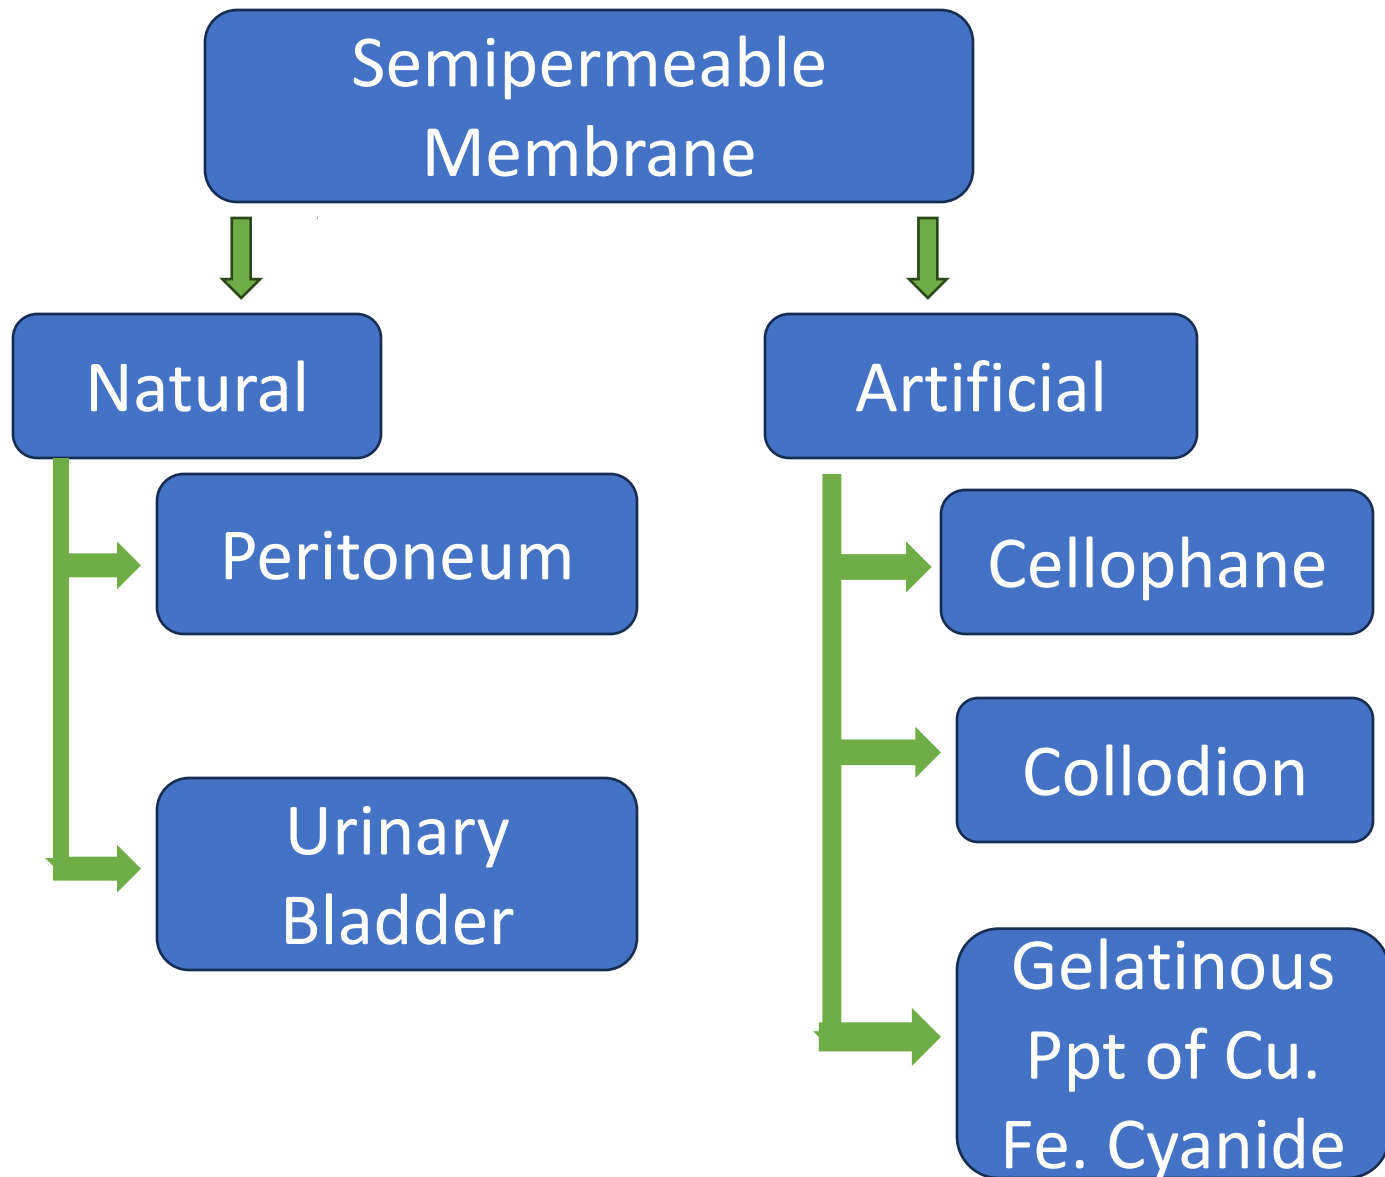 Semipermeable
Membrane
Natural
Artificial
Peritoneum
Cellophane
Collodion
Urinary
Bladder
Gelatinous
Ppt of Cu.
Fe. Cyanide